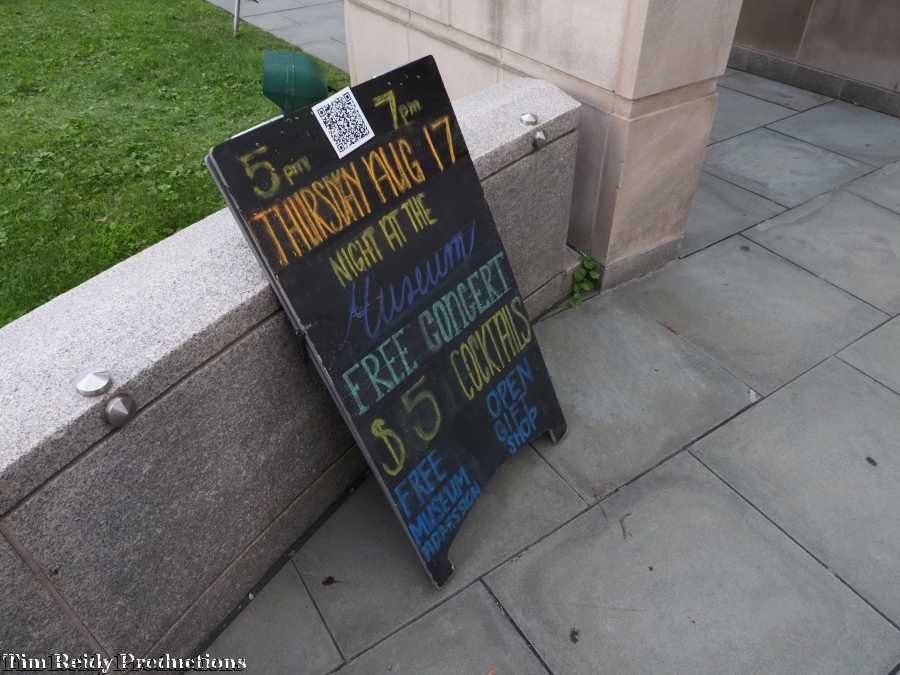 5pm 7pm
THURSDAY AUG 17
NIGHT AT THE
Museum
FREE CONCERT
$5 COCKTAILS
FREE
MUSEUM
ADMISSION
OPEN
GIFT
SHOP
Tim Reidy Productions